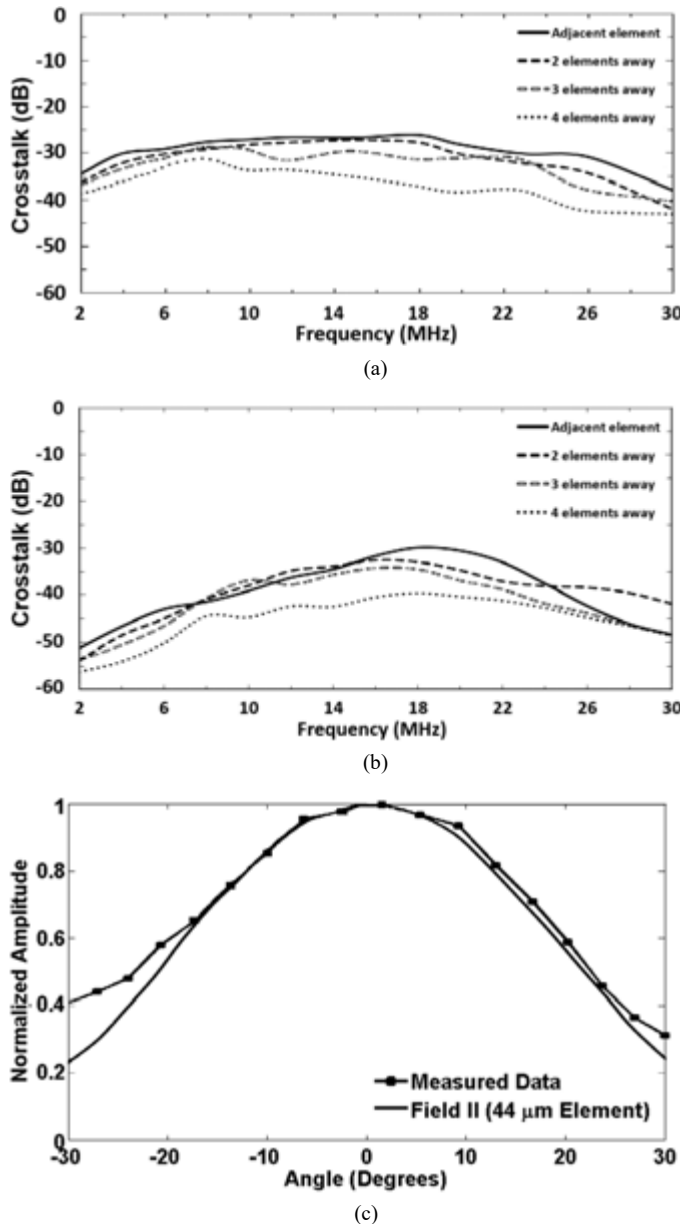 0
-10
-20
-30
-40
-50
-60
Crosstalk (dB)
Adjacent element
2 elements away
3 elements away
4 elements away
2 6 10 14 18 22 26 30
Frequency (MHz)
(a)
0
-10
-20
-30
-40
-50
-60
Crosstalk (dB)
Adjacent element
2 elements away
3 elements away
4 elements away
2 6 10 14 18 22 26 30
Frequency (MHz)
(b)
1
0.8
0.6
0.4
0.2
0
Normalized Amplitude
Measured Data
Field II (44 μm Element)
-30 -20 -10 0 10 20 30
Angle (Degrees)
(c)